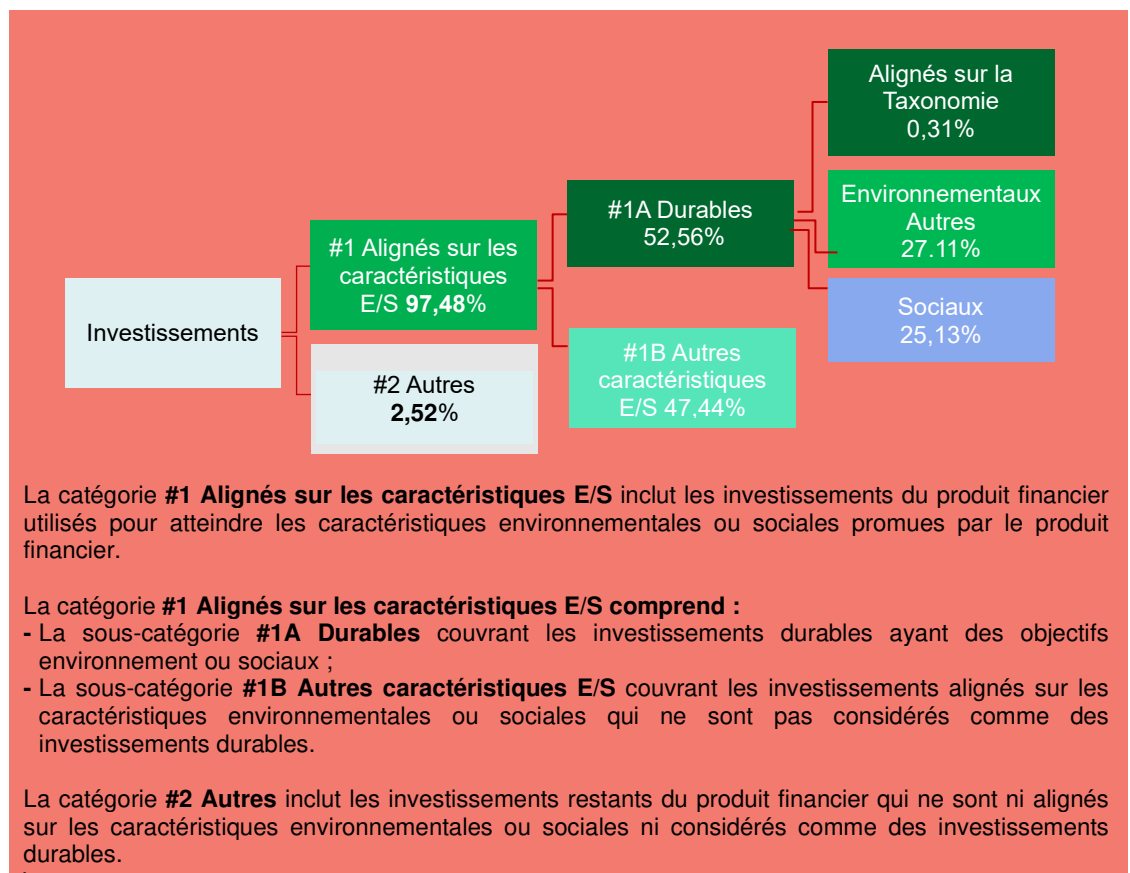 Alignés sur la
Taxonomie
0,31%
#1A Durables
52,56%
Environnementaux
Autres
27.11%
#1 Alignés sur les
caractéristiques
E/S 97,48%
Sociaux
25,13%
Investissements
#1B Autres
caractéristiques
E/S 47,44%
#2 Autres
2,52%
La catégorie #1 Alignés sur les caractéristiques E/S inclut les investissements du produit financier
utilisés pour atteindre les caractéristiques environnementales ou sociales promues par le produit
financier.
La catégorie #1 Alignés sur les caractéristiques E/S comprend :
- La sous-catégorie #1A Durables couvrant les investissements durables ayant des objectifs
environnement ou sociaux ;
- La sous-catégorie #1B Autres caractéristiques E/S couvrant les investissements alignés sur les
caractéristiques environnementales ou sociales qui ne sont pas considérés comme des
investissements durables.
La catégorie #2 Autres inclut les investissements restants du produit financier qui ne sont ni alignés
sur les caractéristiques environnementales ou sociales ni considérés comme des investissements
durables.